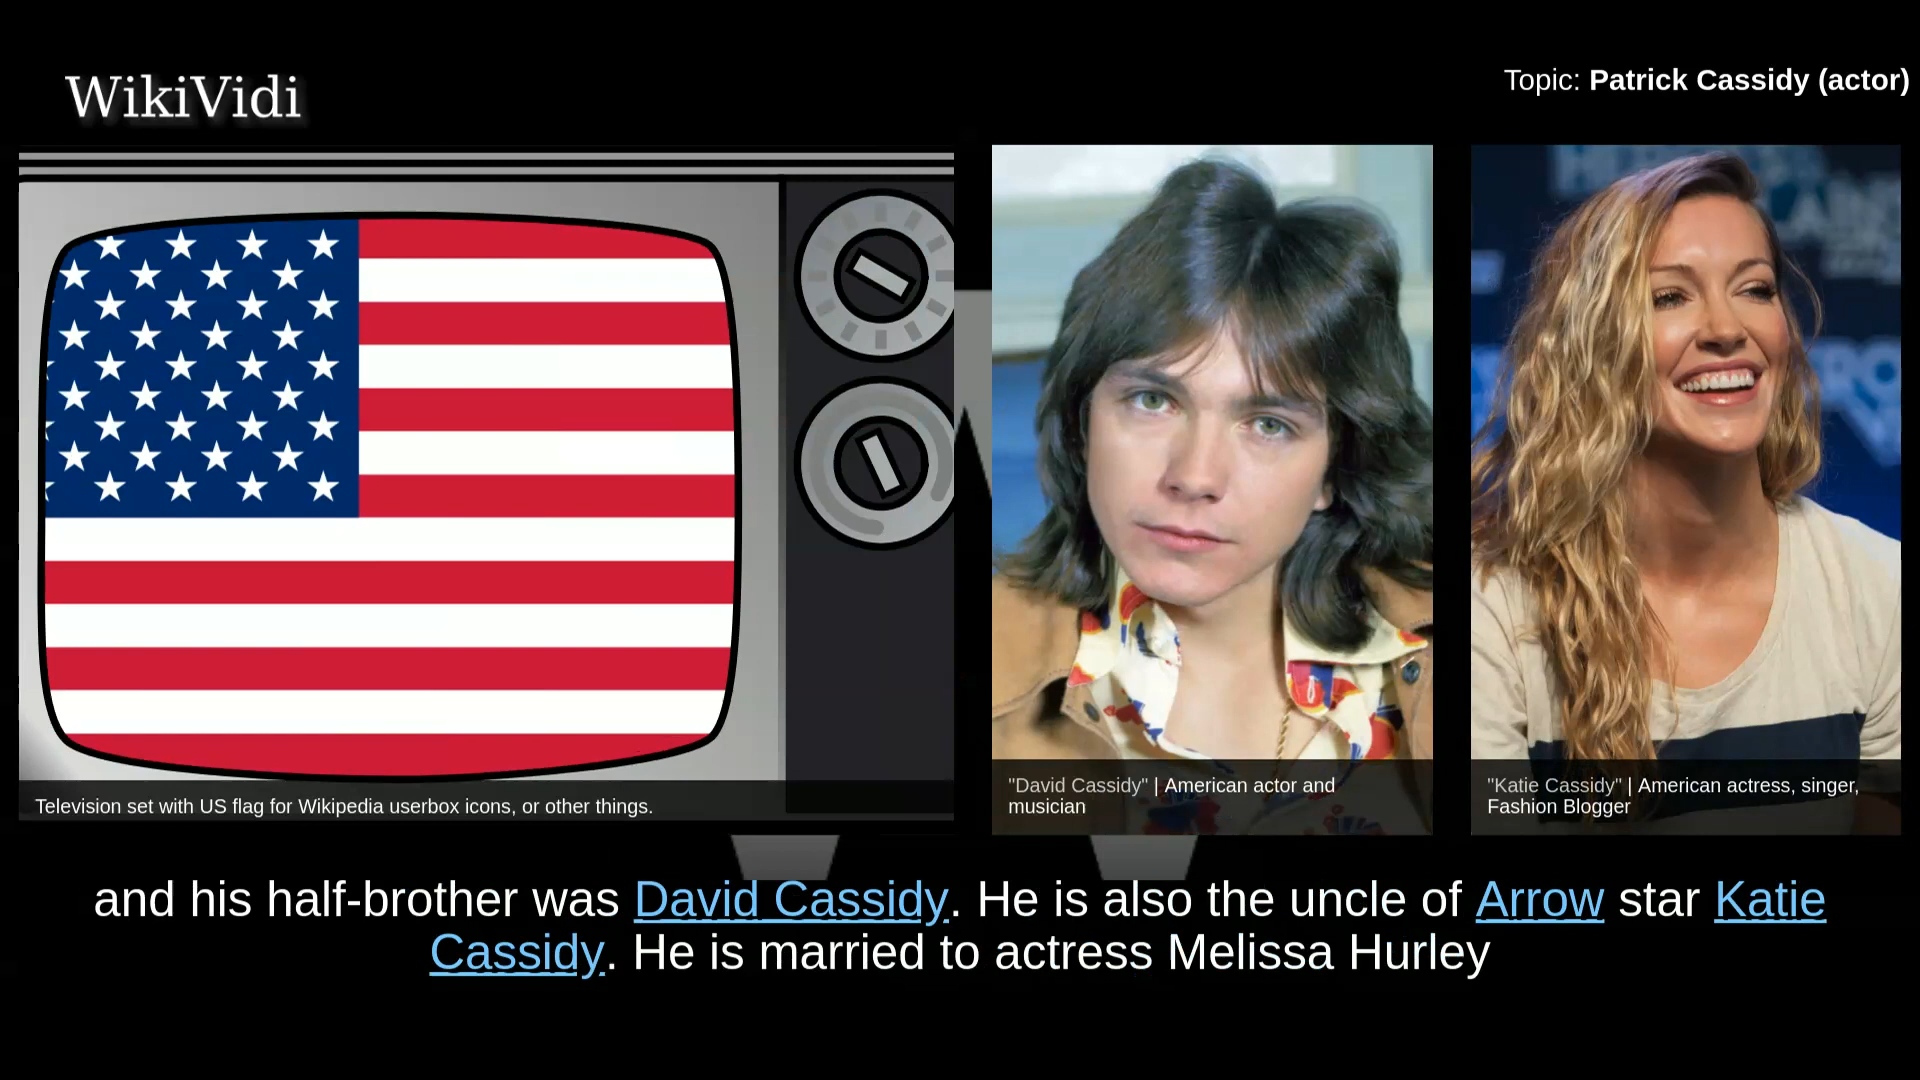 WikiVidi
Topic: Patrick Cassidy (actor)
Television set with US flag for Wikipedia userbox icons, or other things.
"David Cassidy" | American actor and
musician
"Katie Cassidy" | American actress, singer,
Fashion Blogger
and his half-brother was David Cassidy. He is also the uncle of Arrow star Katie
Cassidy. He is married to actress Melissa Hurley